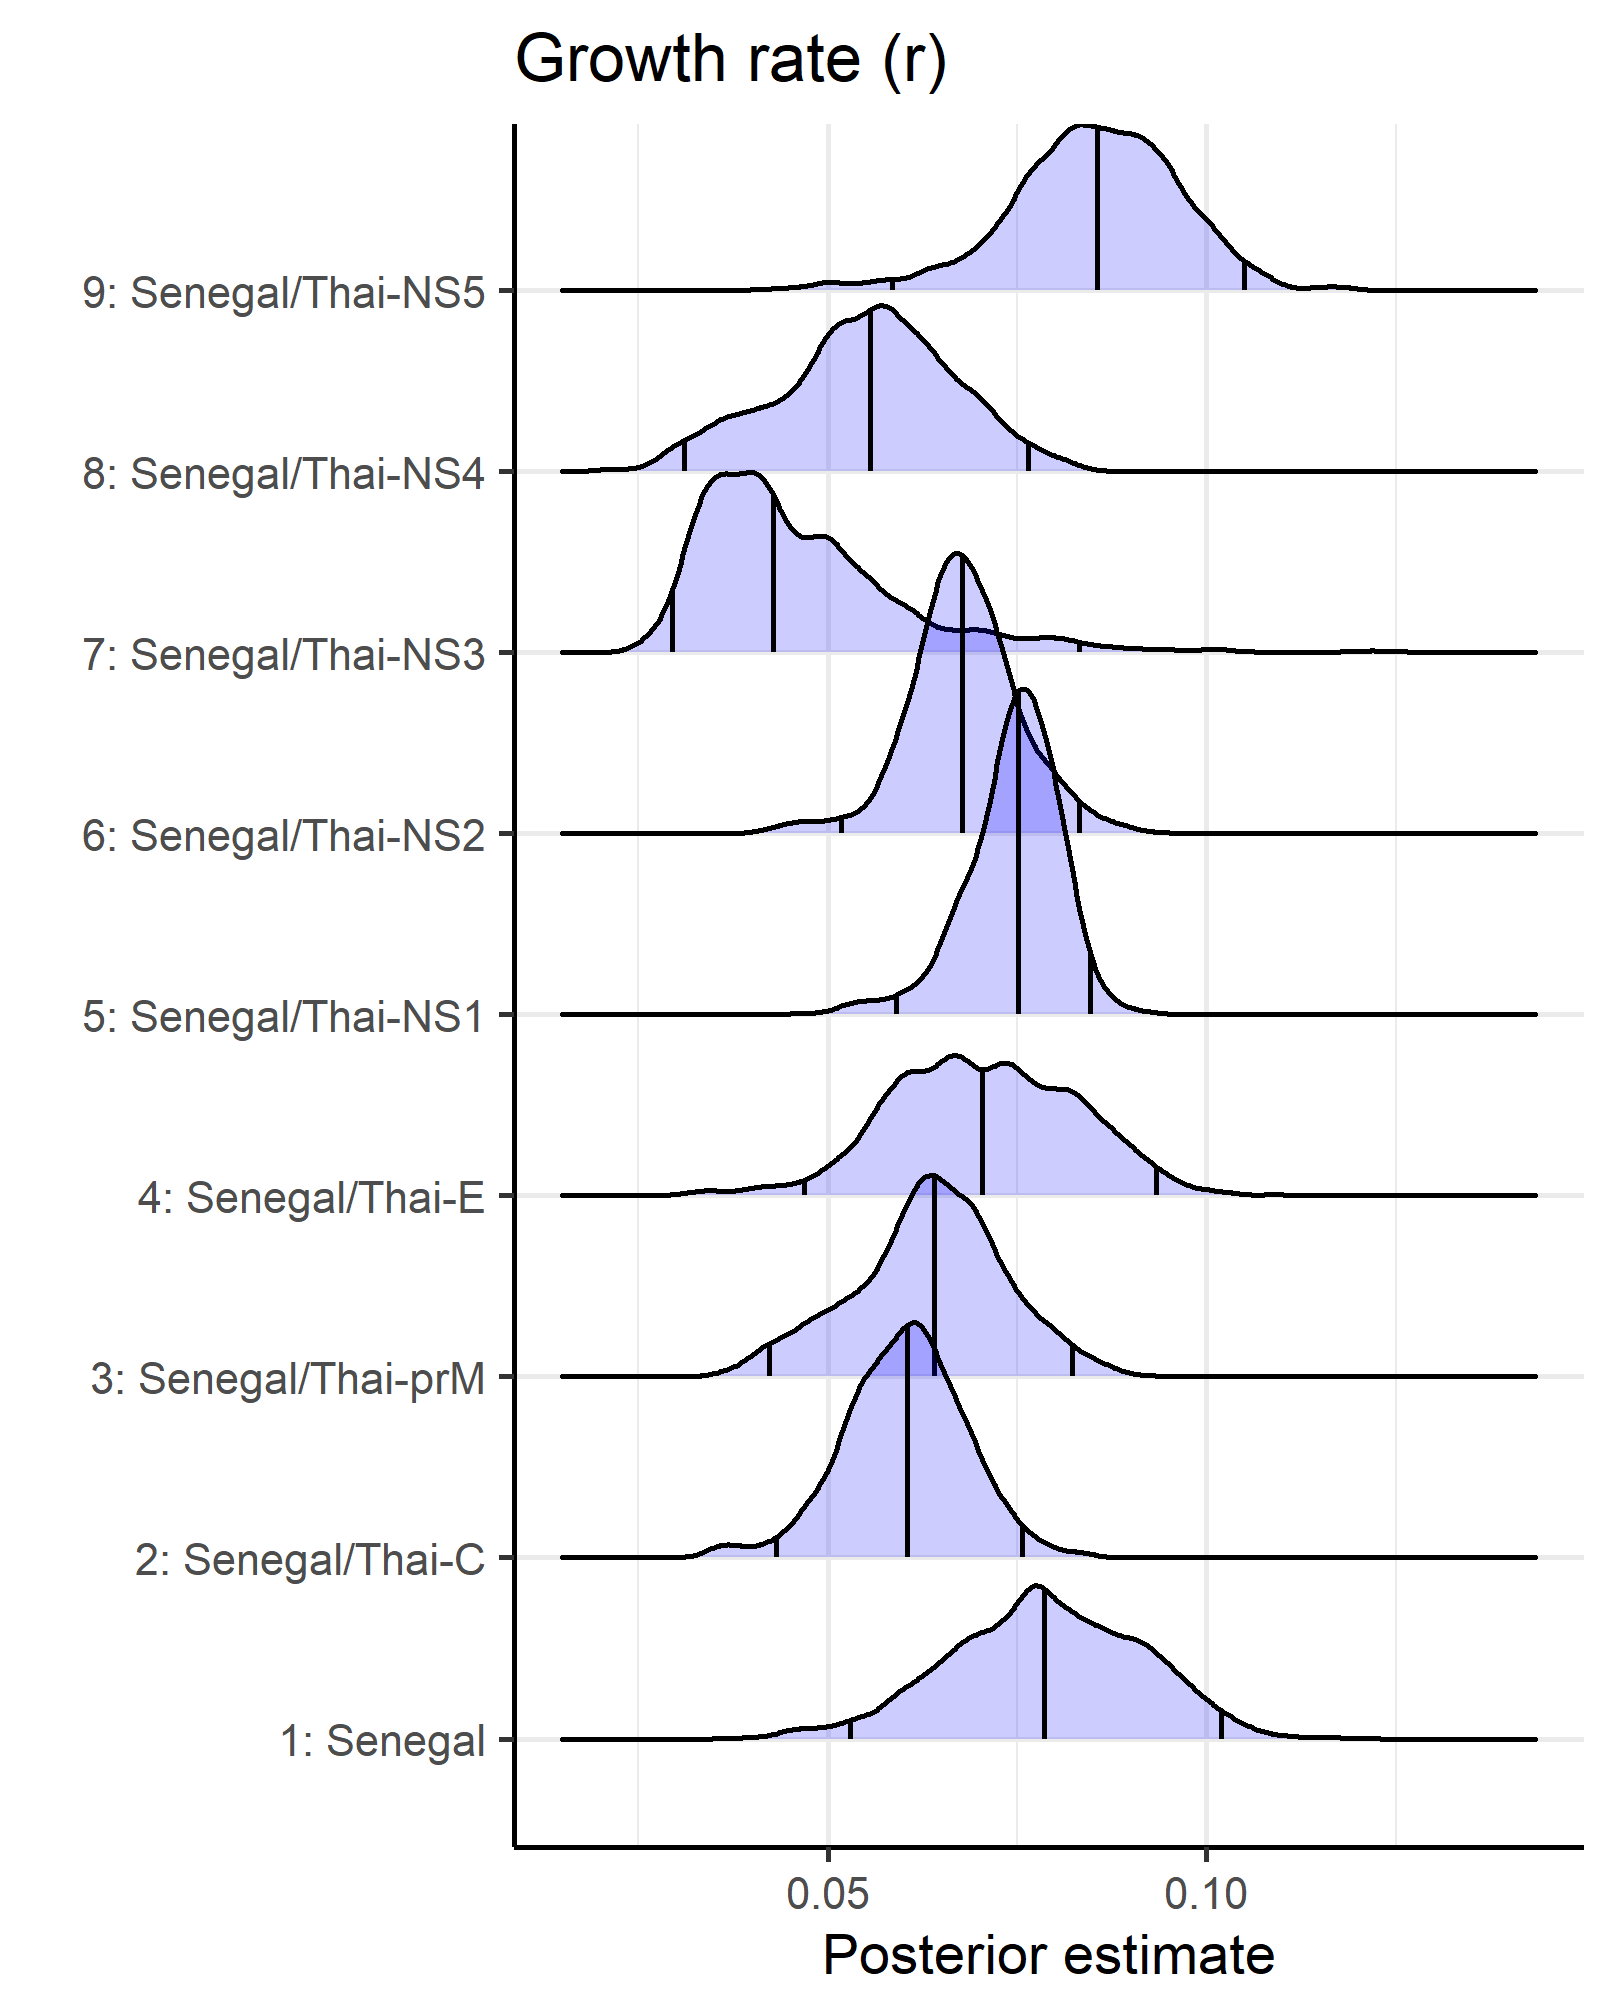 Growth rate (r)
9: Senegal/Thai-NS5
8: Senegal/Thai-NS4
7: Senegal/Thai-NS3
6: Senegal/Thai-NS2
5: Senegal/Thai-NS1
4: Senegal/Thai-E
3: Senegal/Thai-prM
2: Senegal/Thai-C
1: Senegal
0.05 0.10
Posterior estimate